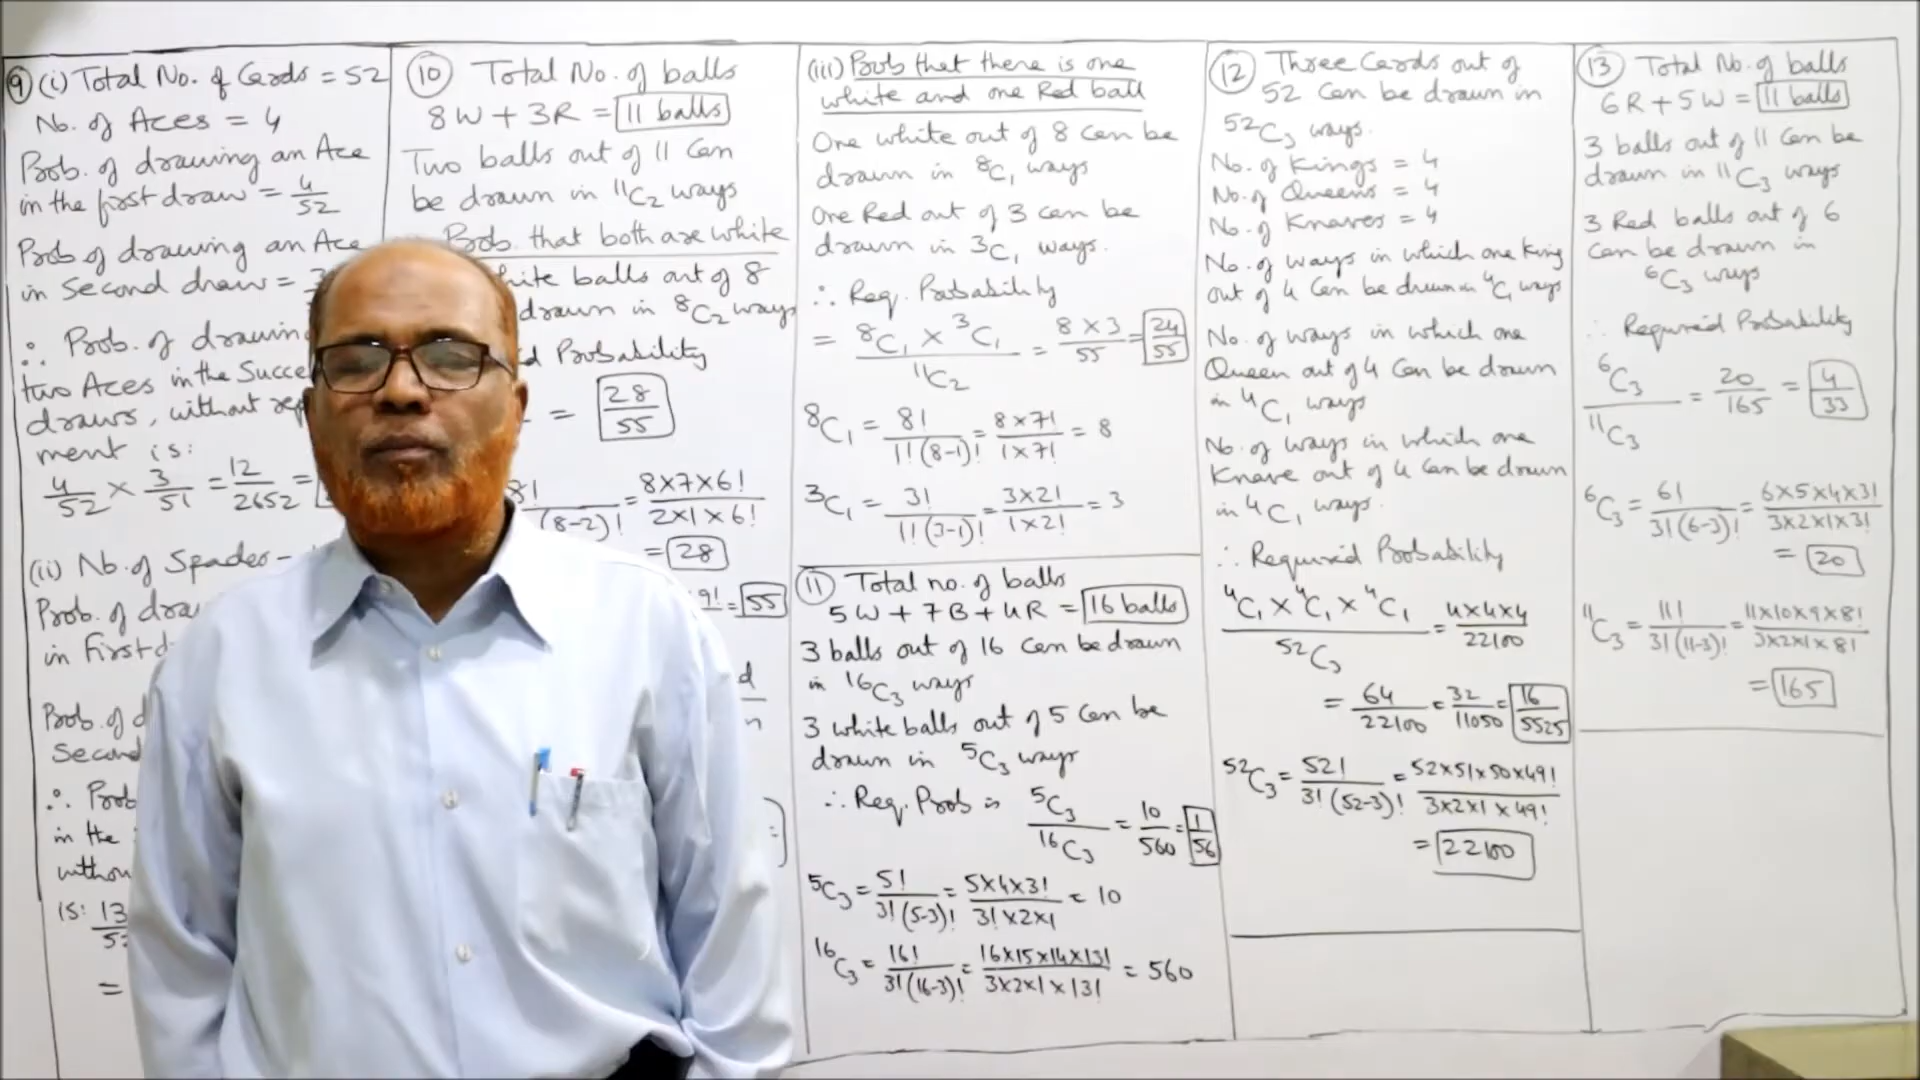 9 (i) Total No. of Cards = 52
No. of Aces = 4
Prob. of drawing an Ace
in the first draw = 4/52
Prob of drawing an Ace
in Second draw =
∴ Prob. of drawing
two Aces in the
draws, without
ment is:
4/52 × 3/51 = 12/2652 =
(ii) No. of Spades =
Prob. of
in First
Prob. of
Second
∴ Prob
in the
is: 13
=
10 Total No. of balls
8W + 3R = 11 balls
Two balls out of 11 Can
be drawn in ¹¹C₂ ways
Prob. that both are white
balls out of 8
drawn in ⁸C₂ ways
Probability
= 28/55
8!/(8-2)! = 8×7×6!/2×1×6!
= 28
9! = 55
(iii) Prob that there is one
white and one Red ball
One white out of 8 can be
drawn in ⁸C₁ ways
One Red out of 3 can be
drawn in ³C₁ ways.
∴ Req. Probability
= ⁸C₁ × ³C₁/¹¹C₂ = 8×3/55 = 24/55
⁸C₁ = 8!/1!(8-1)! = 8×7!/1×7! = 8
³C₁ = 3!/1!(3-1)! = 3×2!/1×2! = 3
11 Total no. of balls
5W + 7B + 4R = 16 balls
3 balls out of 16 Can be drawn
in ¹⁶C₃ ways
3 white balls out of 5 Can be
drawn in ⁵C₃ ways
∴ Req. Prob is ⁵C₃/¹⁶C₃ = 10/560 = 1/56
⁵C₃ = 5!/3!(5-3)! = 5×4×3!/3!×2×1 = 10
¹⁶C₃ = 16!/3!(16-3)! = 16×15×14×13!/3×2×1×13! = 560
12 Three Cards out of
52 Can be drawn in
⁵²C₃ ways.
No. of Kings = 4
No. of Queens = 4
No. of Knaves = 4
No. of ways in which one King
out of 4 Can be drawn in ⁴C₁ ways
No. of ways in which one
Queen out of 4 Can be drawn
in ⁴C₁ ways
No. of ways in which one
Knave out of 4 Can be drawn
in ⁴C₁ ways.
∴ Required Probability
⁴C₁ × ⁴C₁ × ⁴C₁/⁵²C₃ = 4×4×4/22100
= 64/22100 = 32/11050 = 16/5525
⁵²C₃ = 52!/3!(52-3)! = 52×51×50×49!/3×2×1×49!
= 22100
13 Total No. of balls
6R + 5W = 11 balls
3 balls out of 11 Can be
drawn in ¹¹C₃ ways
3 Red balls out of 6
Can be drawn in
⁶C₃ ways
∴ Required Probability
⁶C₃/¹¹C₃ = 20/165 = 4/33
⁶C₃ = 6!/3!(6-3)! = 6×5×4×3!/3×2×1×3!
= 20
¹¹C₃ = 11!/3!(11-3)! = 11×10×9×8!/3×2×1×8!
= 165